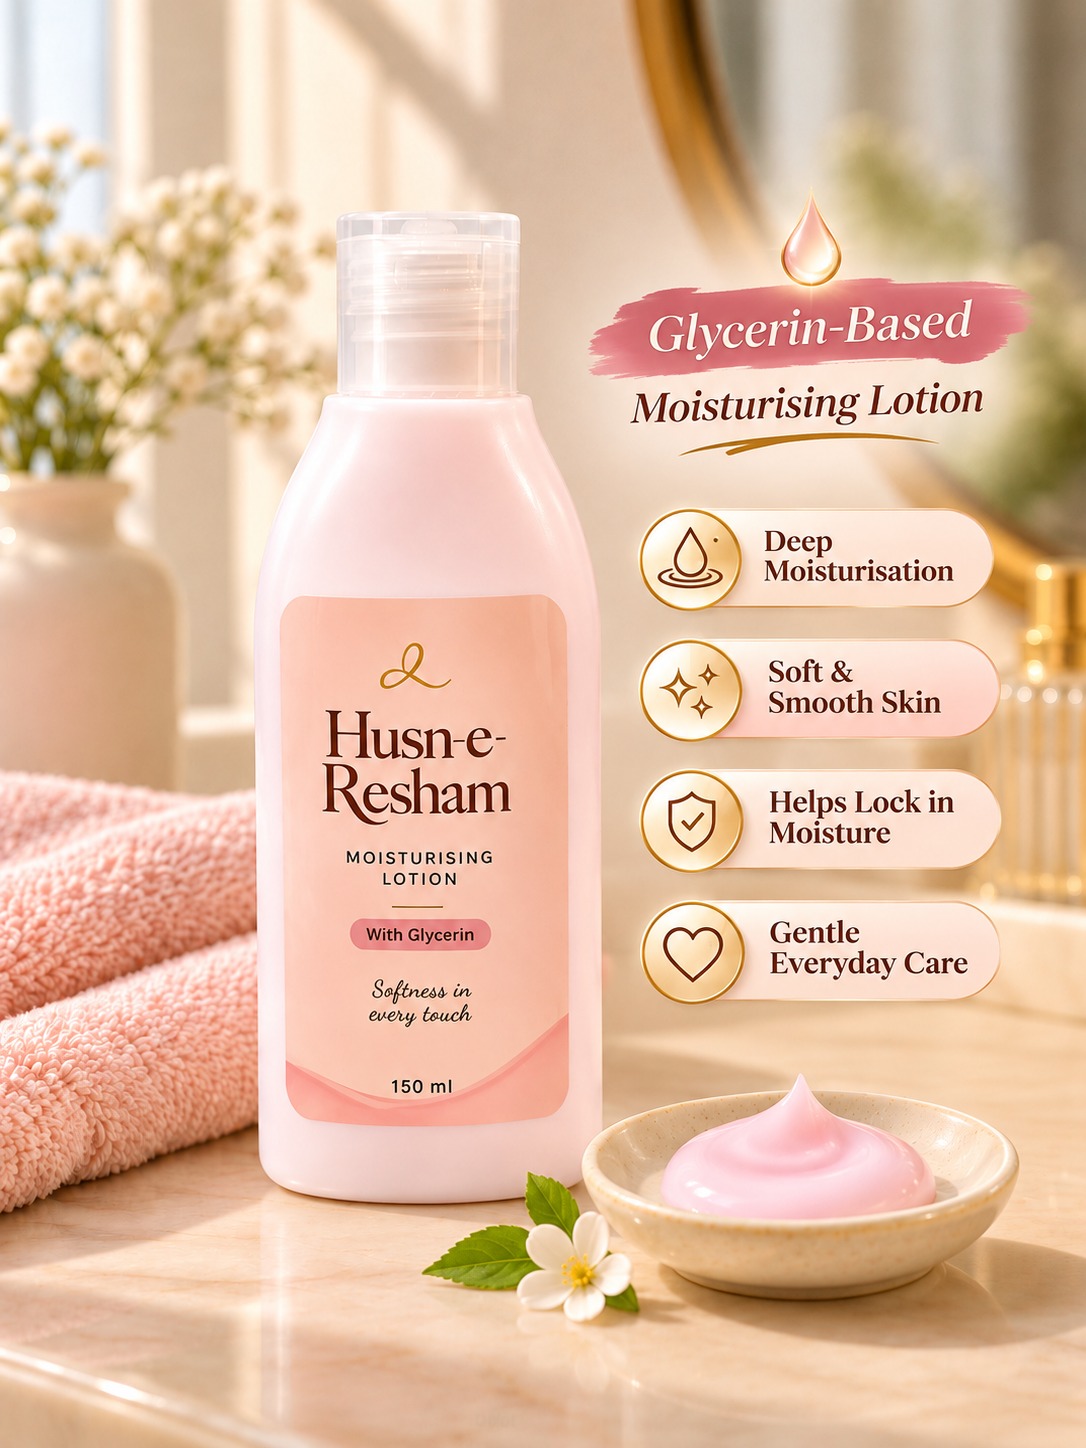 Glycerin-Based
Moisturising Lotion
Deep
Moisturisation
Soft &
Smooth Skin
Helps Lock in
Moisture
Gentle
Everyday Care
Husn-e-
Resham
MOISTURISING
LOTION
With Glycerin
Softness in
every touch
150 ml